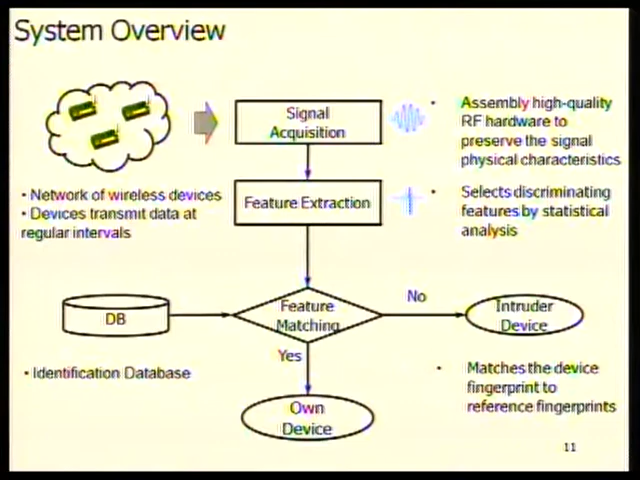 System Overview
Signal
Acquisition
• Assembly high-quality
RF hardware to
preserve the signal
physical characteristics
• Network of wireless devices
• Devices transmit data at
regular intervals
Feature Extraction
• Selects discriminating
features by statistical
analysis
DB
Feature
Matching
No
Intruder
Device
Yes
• Identification Database
• Matches the device
fingerprint to
reference fingerprints
Own
Device
11